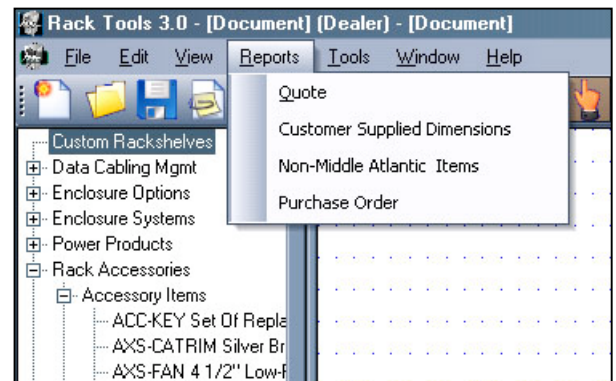 Rack Tools 3.0 - [Document] (Dealer) - [Document]
File Edit View Reports Tools Window Help
Quote
Customer Supplied Dimensions
Non-Middle Atlantic Items
Purchase Order
Custom Rackshelves
Data Cabling Mgmt
Enclosure Options
Enclosure Systems
Power Products
Rack Accessories
Accessory Items
ACC-KEY Set Of Repla
AXS-CATRIM Silver Br
AXS-FAN 4 1/2" Low-